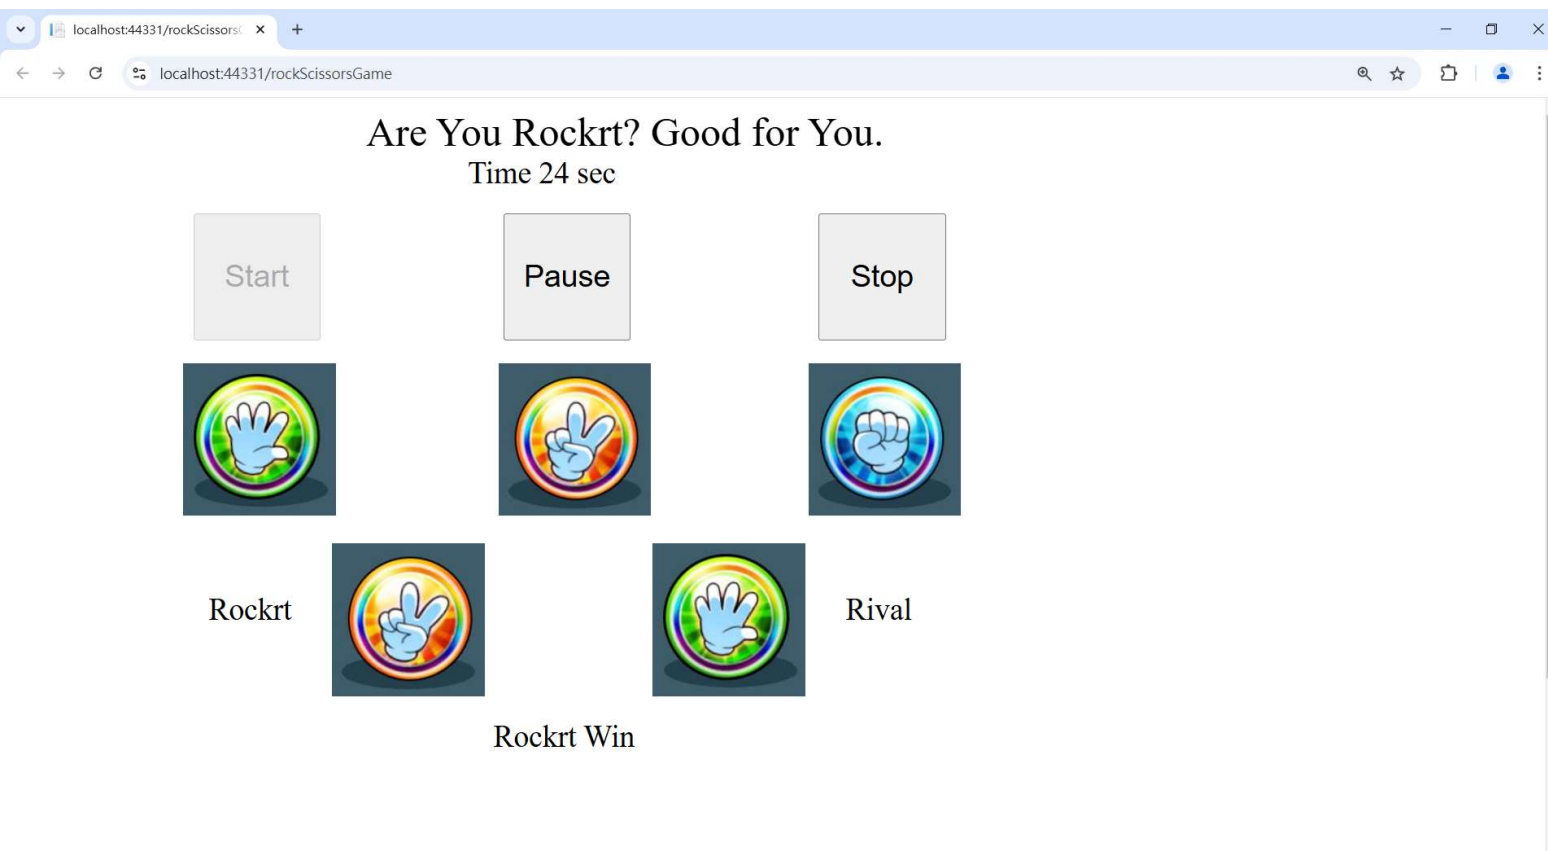 localhost:44331/rockScissors
localhost:44331/rockScissorsGame
Are You Rockrt? Good for You.
Time 24 sec
Start
Pause
Stop
Rockrt
Rival
Rockrt Win